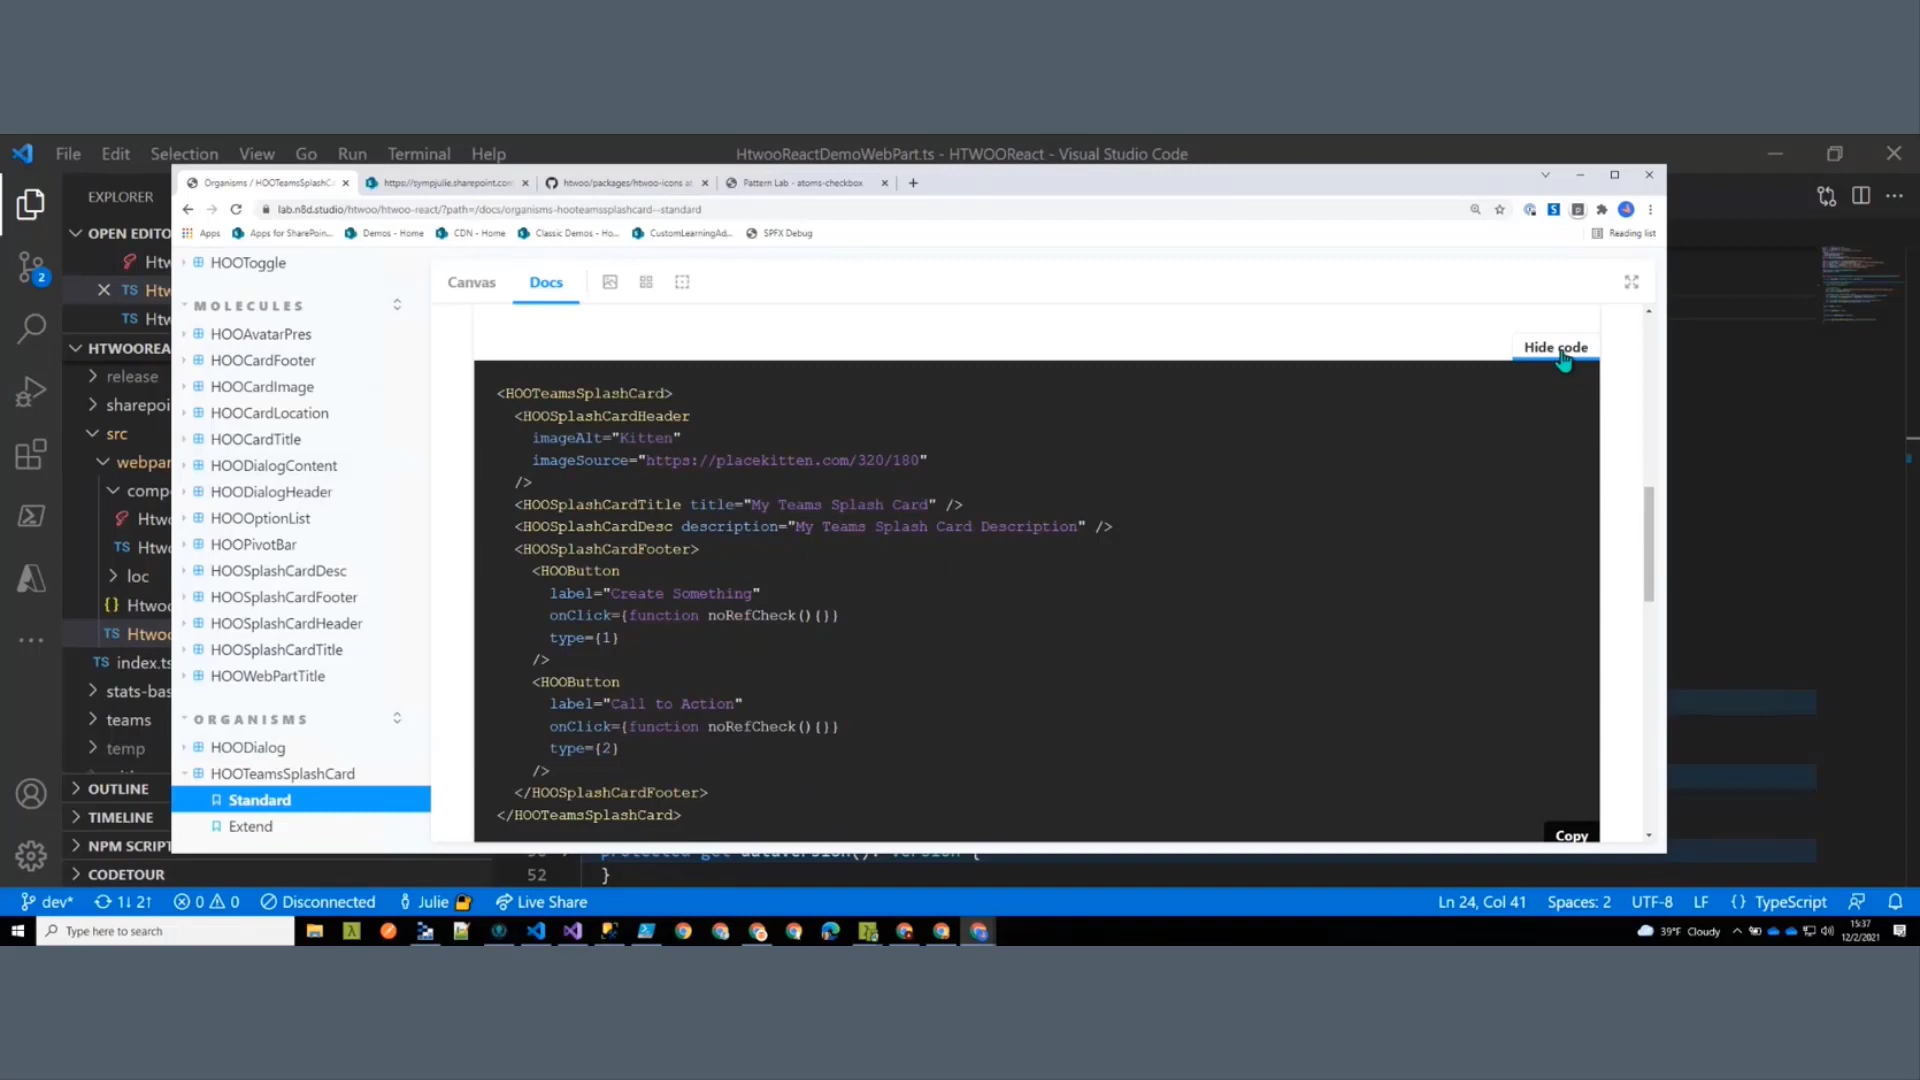 File Edit Selection View Go Run Terminal Help
HtwooReactDemoWebPart.ts - HTWOOReact - Visual Studio Code
EXPLORER
OPEN EDITO
Htw
TS Htw
TS Htw
HTWOOREA
release
sharepoi
src
webpar
comp
Htw
TS Htw
loc
{} Htwoo
TS Htwoo
TS index.ts
stats-bas
teams
temp
OUTLINE
TIMELINE
NPM SCRIPT
CODETOUR
2
Organisms / HOOTeamsSplashC
https://sympjulie.sharepoint.com
htwoo/packages/htwoo-icons at
Pattern Lab - atoms-checkbox
lab.n8d.studio/htwoo/htwoo-react/?path=/docs/organisms-hooteamssplashcard--standard
Apps
Apps for SharePoin...
Demos - Home
CDN - Home
Classic Demos - Ho...
CustomLearningAd...
SPFX Debug
Reading list
HOOToggle
MOLECULES
HOOAvatarPres
HOOCardFooter
HOOCardImage
HOOCardLocation
HOOCardTitle
HOODialogContent
HOODialogHeader
HOOOptionList
HOOPivotBar
HOOSplashCardDesc
HOOSplashCardFooter
HOOSplashCardHeader
HOOSplashCardTitle
HOOWebPartTitle
ORGANISMS
HOODialog
HOOTeamsSplashCard
Standard
Extend
Canvas Docs
Hide code
<HOOTeamsSplashCard>
<HOOSplashCardHeader
imageAlt="Kitten"
imageSource="https://placekitten.com/320/180"
/>
<HOOSplashCardTitle title="My Teams Splash Card" />
<HOOSplashCardDesc description="My Teams Splash Card Description" />
<HOOSplashCardFooter>
<HOOButton
label="Create Something"
onClick={function noRefCheck(){}}
type={1}
/>
<HOOButton
label="Call to Action"
onClick={function noRefCheck(){}}
type={2}
/>
</HOOSplashCardFooter>
</HOOTeamsSplashCard>
Copy
52 }
dev* 1↓ 2↑ 0 0 Disconnected Julie Live Share
Ln 24, Col 41 Spaces: 2 UTF-8 LF {} TypeScript
Type here to search
39°F Cloudy
15:37
12/2/2021